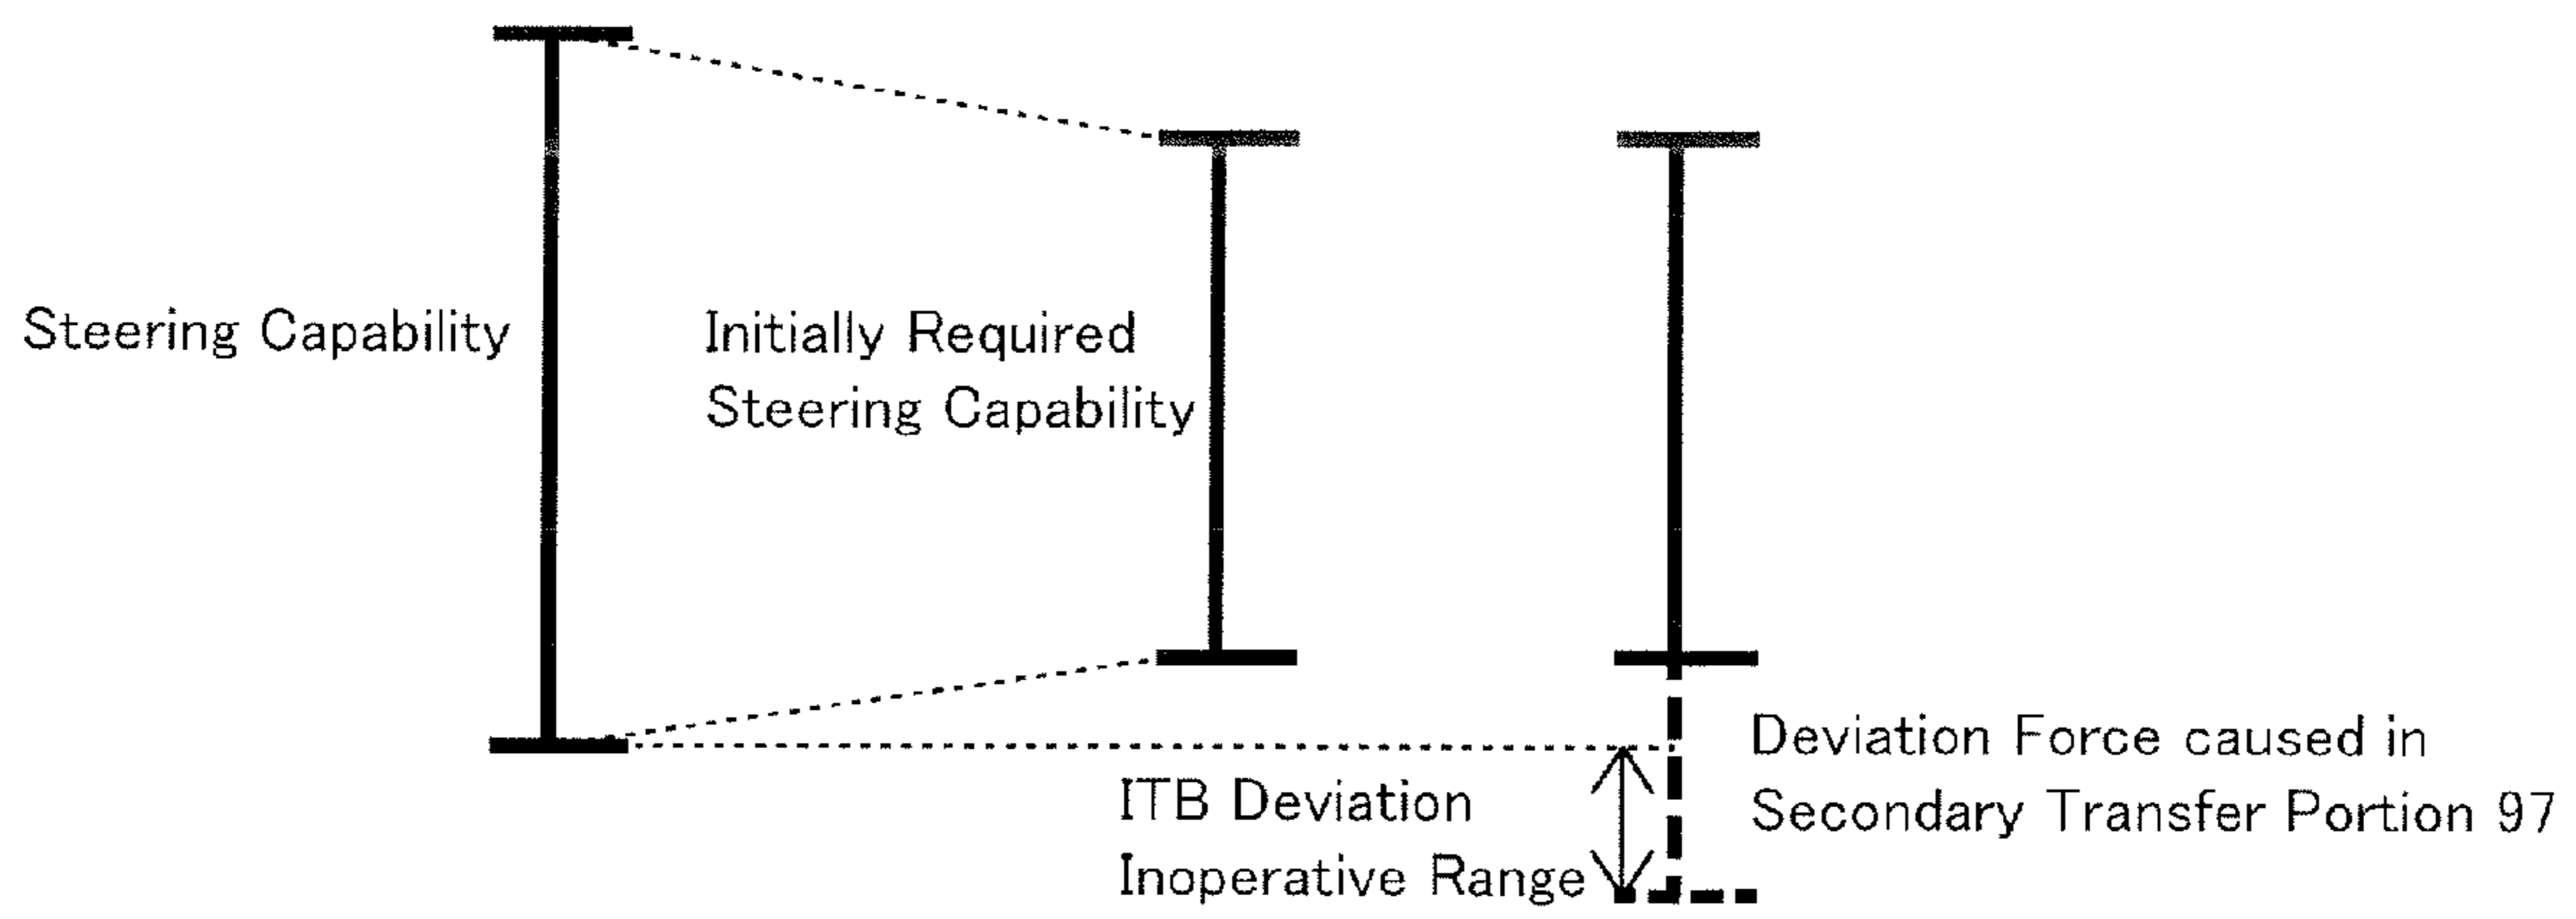 Steering Capability
Initially Required
Steering Capability
Deviation Force caused in
Secondary Transfer Portion 97
ITB Deviation
Inoperative Range